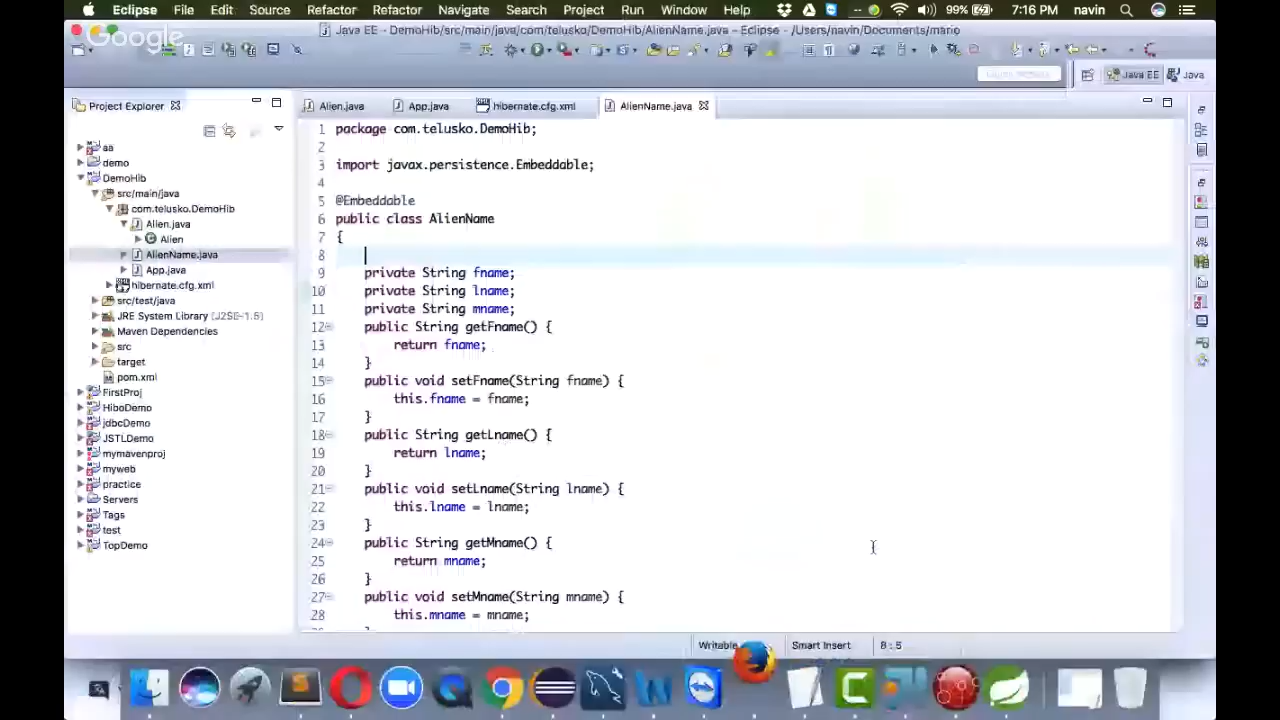 Eclipse File Edit Source Refactor Refactor Navigate Search Project Run Window Help 99% 7:16 PM navin
Google
Java EE - DemoHib/src/main/java/com/telusko/DemoHib/AlienName.java - Eclipse - /Users/navin/Documents/mario
Java EE Java
Project Explorer
Alien.java App.java hibernate.cfg.xml AlienName.java
aa
demo
DemoHib
src/main/java
com.telusko.DemoHib
Alien.java
Alien
AlienName.java
App.java
hibernate.cfg.xml
src/test/java
JRE System Library (J2SE-1.5)
Maven Dependencies
src
target
pom.xml
FirstProj
HiboDemo
jdbcDemo
JSTLDemo
mymavenproj
myweb
practice
Servers
Tags
test
TopDemo
1 package com.telusko.DemoHib;
2
3 import javax.persistence.Embeddable;
4
5 @Embeddable
6 public class AlienName
7 {
8
9 private String fname;
10 private String lname;
11 private String mname;
12 public String getFname() {
13 return fname;
14 }
15 public void setFname(String fname) {
16 this.fname = fname;
17 }
18 public String getLname() {
19 return lname;
20 }
21 public void setLname(String lname) {
22 this.lname = lname;
23 }
24 public String getMname() {
25 return mname;
26 }
27 public void setMname(String mname) {
28 this.mname = mname;
Writable Smart Insert 8 : 5